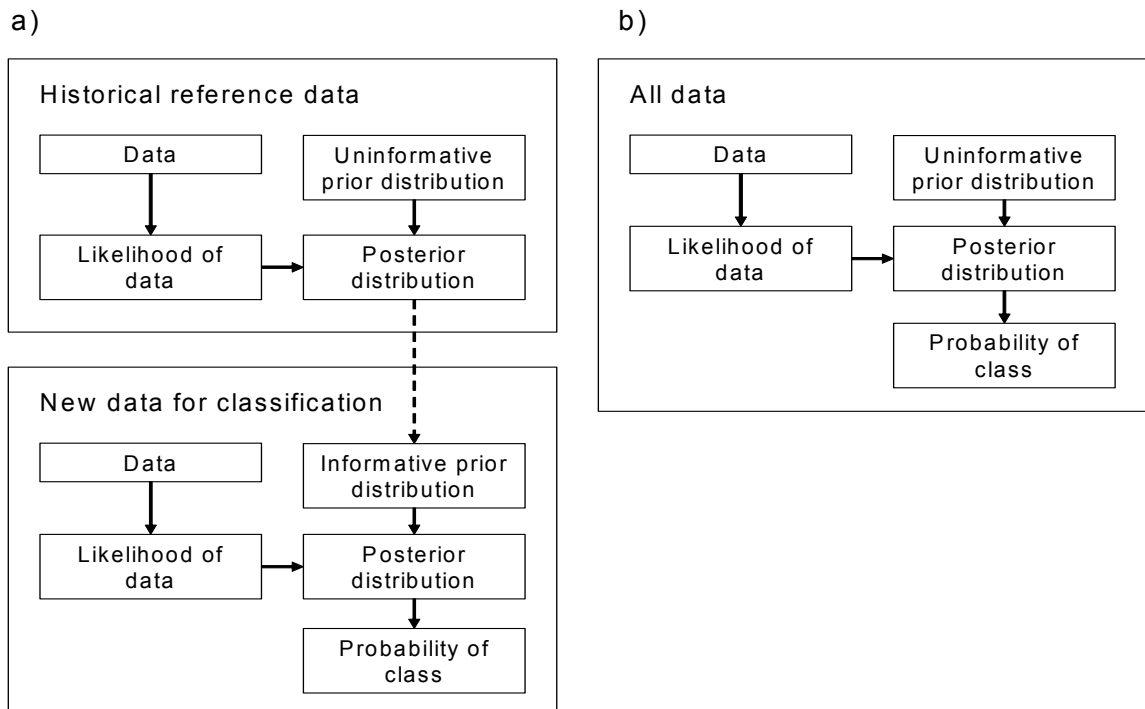 a)
Historical reference data
Data
Uninformative
prior distribution
Likelihood of
data
Posterior
distribution
New data for classification
Data
Informative prior
distribution
Likelihood of
data
Posterior
distribution
Probability of
class
b)
All data
Data
Uninformative
prior distribution
Likelihood of
data
Posterior
distribution
Probability of
class